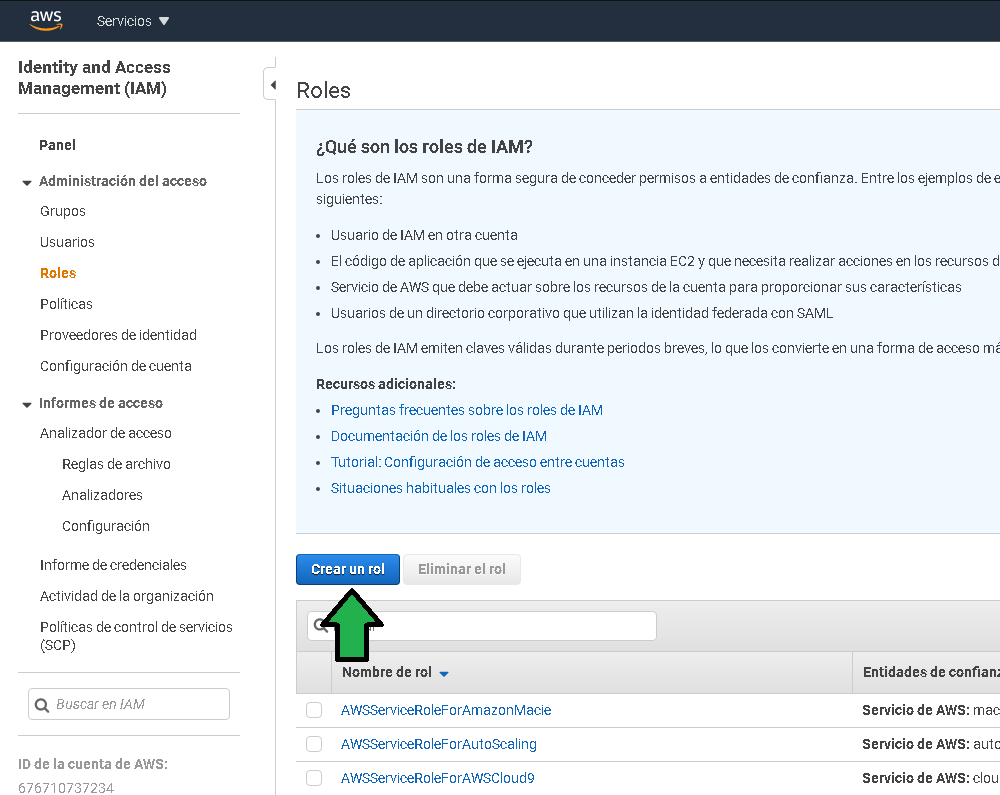 aws
Servicios
Identity and Access
Management (IAM)
Panel
Administración del acceso
Grupos
Usuarios
Roles
Políticas
Proveedores de identidad
Configuración de cuenta
Informes de acceso
Analizador de acceso
Reglas de archivo
Analizadores
Configuración
Informe de credenciales
Actividad de la organización
Políticas de control de servicios
(SCP)
Buscar en IAM
ID de la cuenta de AWS:
676710737234
Roles
¿Qué son los roles de IAM?
Los roles de IAM son una forma segura de conceder permisos a entidades de confianza. Entre los ejemplos de e
siguientes:
• Usuario de IAM en otra cuenta
• El código de aplicación que se ejecuta en una instancia EC2 y que necesita realizar acciones en los recursos d
• Servicio de AWS que debe actuar sobre los recursos de la cuenta para proporcionar sus características
• Usuarios de un directorio corporativo que utilizan la identidad federada con SAML
Los roles de IAM emiten claves válidas durante periodos breves, lo que los convierte en una forma de acceso má
Recursos adicionales:
• Preguntas frecuentes sobre los roles de IAM
• Documentación de los roles de IAM
• Tutorial: Configuración de acceso entre cuentas
• Situaciones habituales con los roles
Crear un rol Eliminar el rol
Nombre de rol Entidades de confianz
AWSServiceRoleForAmazonMacie Servicio de AWS: mac
AWSServiceRoleForAutoScaling Servicio de AWS: auto
AWSServiceRoleForAWSCloud9 Servicio de AWS: clou